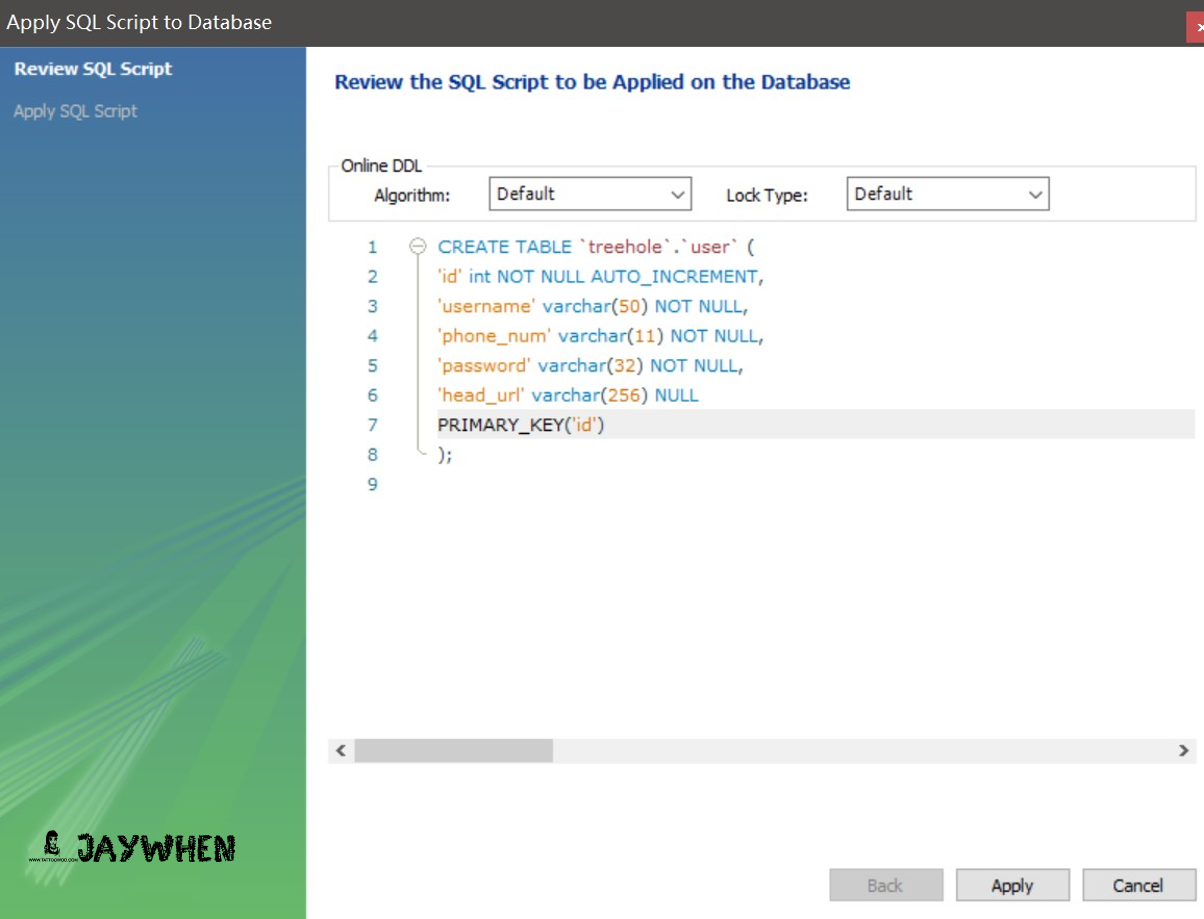 Apply SQL Script to Database
Review SQL Script
Apply SQL Script
Review the SQL Script to be Applied on the Database
Online DDL
Algorithm: Default Lock Type: Default
1 CREATE TABLE `treehole`.`user` (
2 'id' int NOT NULL AUTO_INCREMENT,
3 'username' varchar(50) NOT NULL,
4 'phone_num' varchar(11) NOT NULL,
5 'password' varchar(32) NOT NULL,
6 'head_url' varchar(256) NULL
7 PRIMARY_KEY('id')
8 );
9
WWW.TATTOOWOO.COM JAYWHEN
Back Apply Cancel